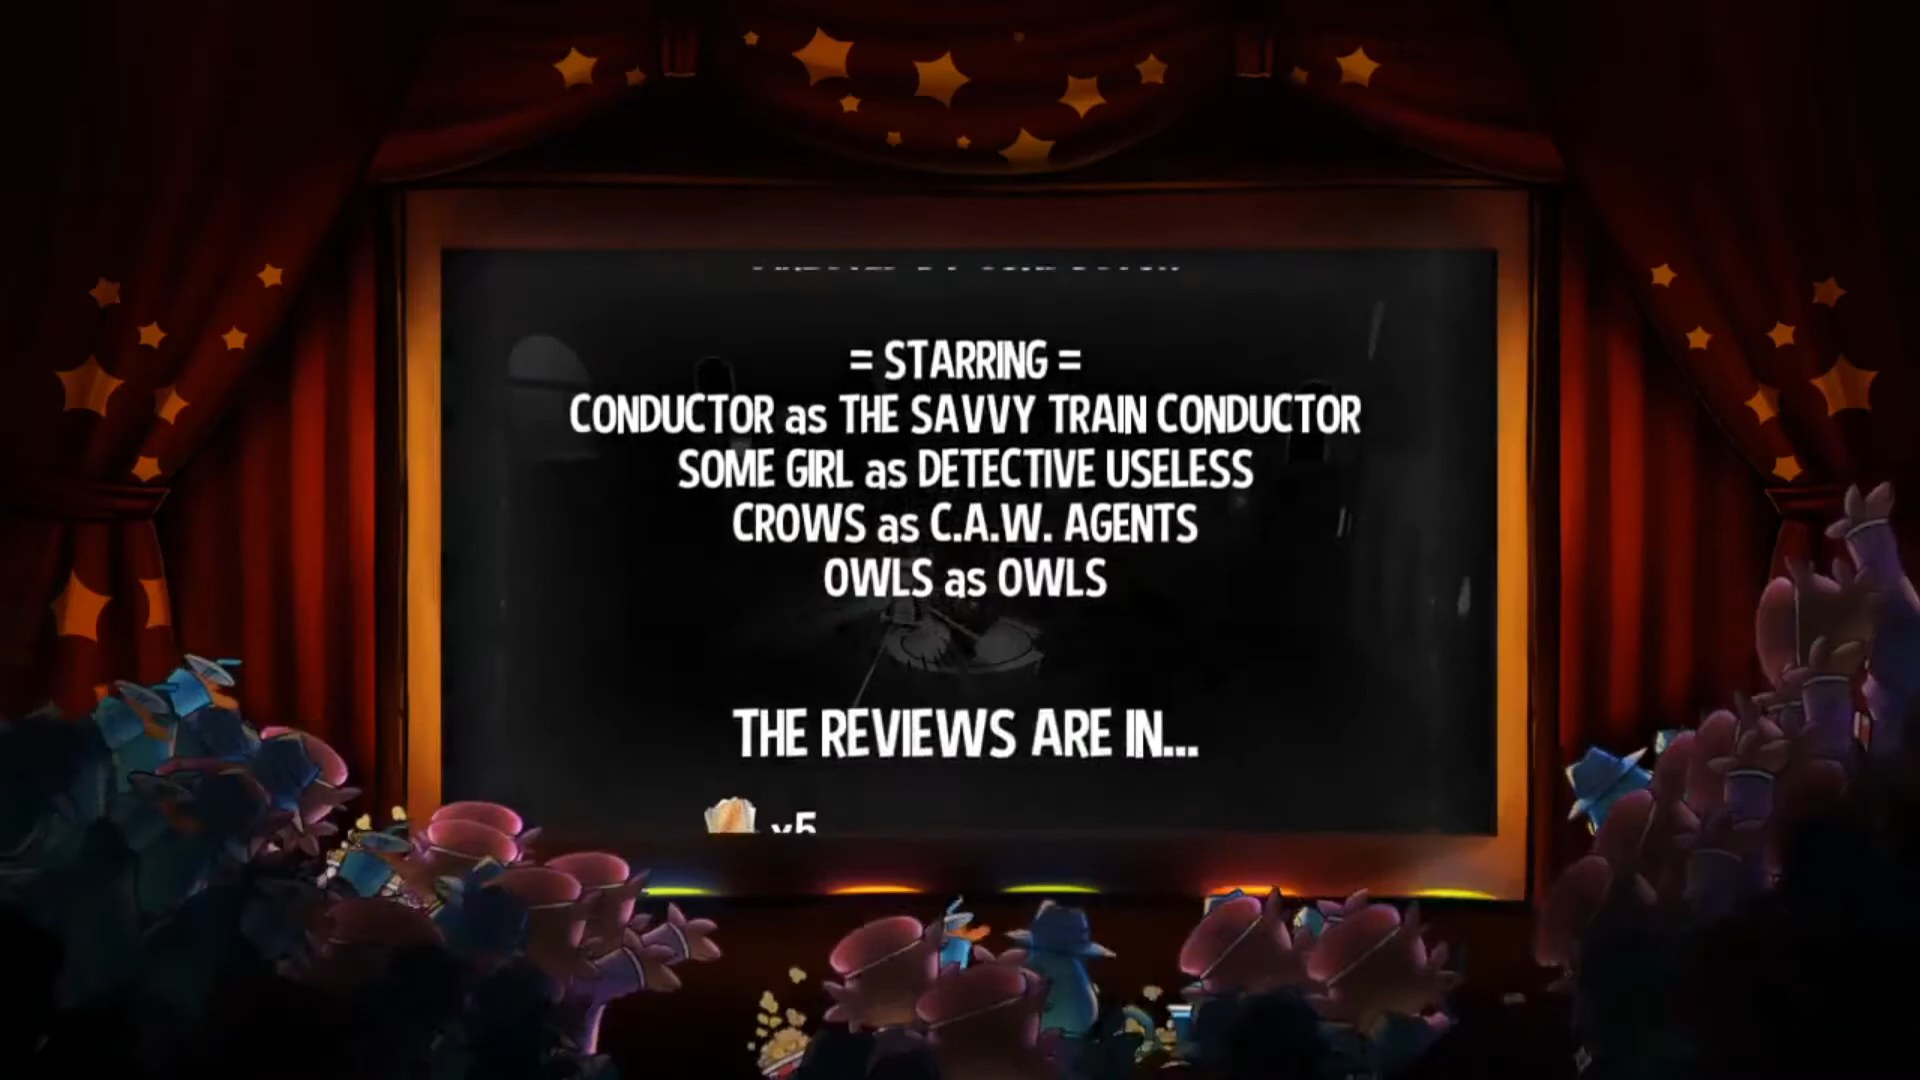 = STARRING =
CONDUCTOR as THE SAVVY TRAIN CONDUCTOR
SOME GIRL as DETECTIVE USELESS
CROWS as C.A.W. AGENTS
OWLS as OWLS
THE REVIEWS ARE IN...
x5